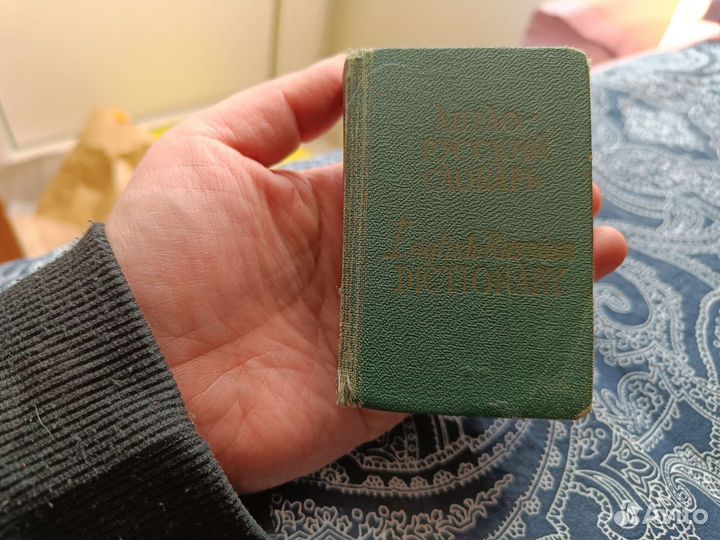 АНГЛО-
РУССКИЙ
СЛОВАРЬ
English-Russian
DICTIONARY
Avito